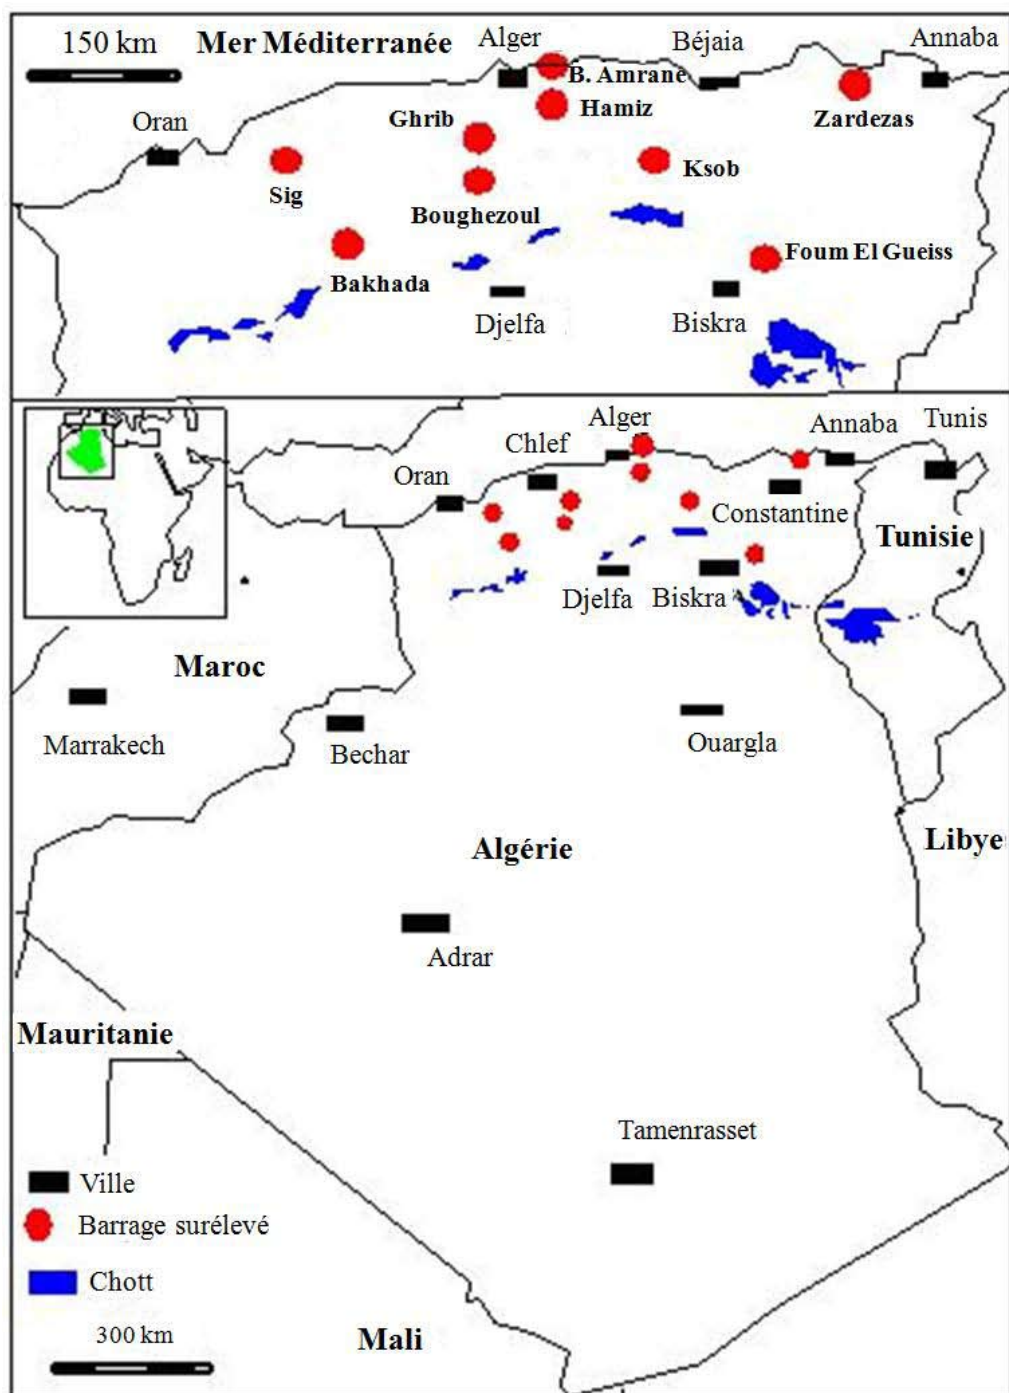 150 km
Mer Méditerranée
Alger
Béjaia
Annaba
B. Amrane
Hamiz
Ghrib
Zardezas
Oran
Ksob
Sig
Boughezoul
Foum El Gueiss
Bakhada
Djelfa
Biskra
Alger
Annaba
Tunis
Chlef
Oran
Constantine
Tunisie
Djelfa
Biskra
Maroc
Marrakech
Bechar
Ouargla
Algérie
Libye
Adrar
Mauritanie
Tamenrasset
Ville
Barrage surélevé
Chott
300 km
Mali